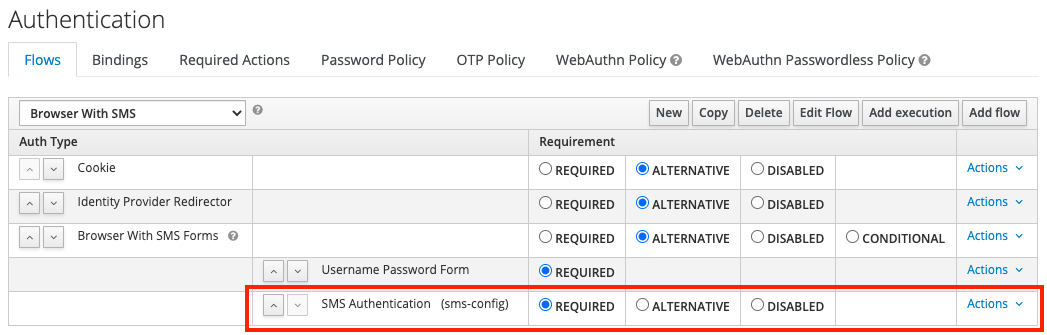 Authentication
Flows Bindings Required Actions Password Policy OTP Policy WebAuthn Policy ? WebAuthn Passwordless Policy ?
Browser With SMS ? New Copy Delete Edit Flow Add execution Add flow
Auth Type Requirement
Cookie REQUIRED ALTERNATIVE DISABLED Actions
Identity Provider Redirector REQUIRED ALTERNATIVE DISABLED Actions
Browser With SMS Forms ? REQUIRED ALTERNATIVE DISABLED CONDITIONAL Actions
Username Password Form REQUIRED Actions
SMS Authentication (sms-config) REQUIRED ALTERNATIVE DISABLED Actions